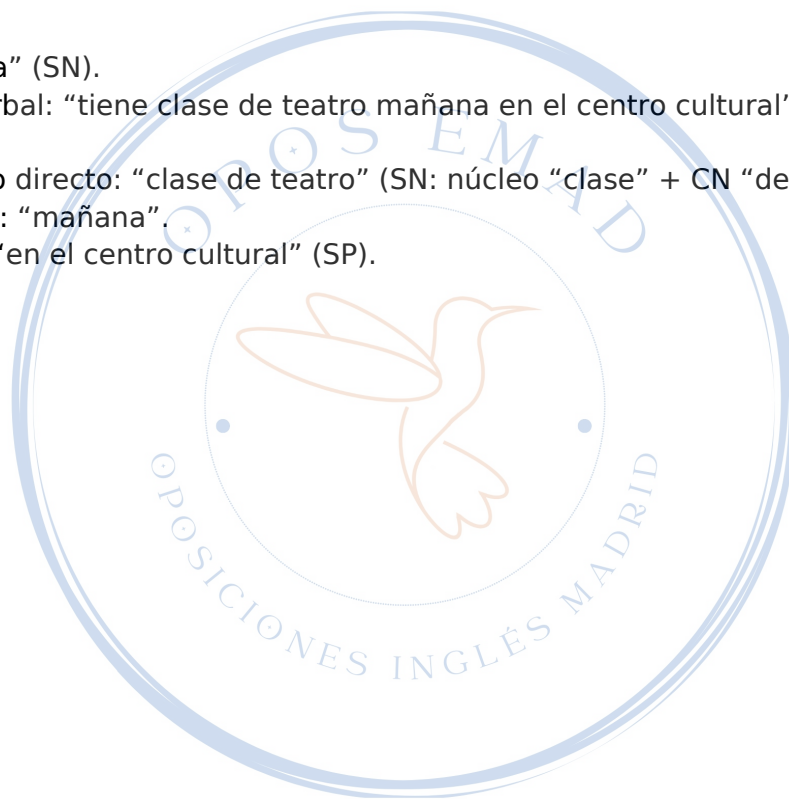 a” (SN).
rbal: “tiene clase de teatro mañana en el centro cultural”
o directo: “clase de teatro” (SN: núcleo “clase” + CN “de
: “mañana”.
“en el centro cultural” (SP).
OPOS EMAD
OPOSICIONES INGLÉS MADRID